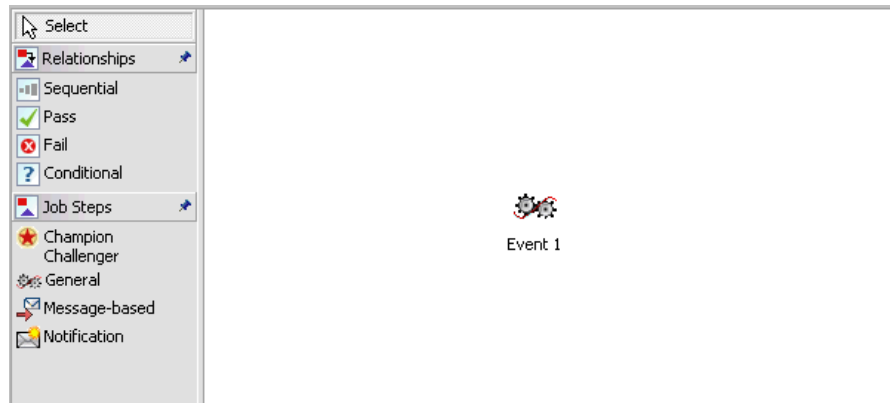 Select
Relationships
Sequential
Pass
Fail
Conditional
Job Steps
Champion
Challenger
General
Message-based
Notification
Event 1